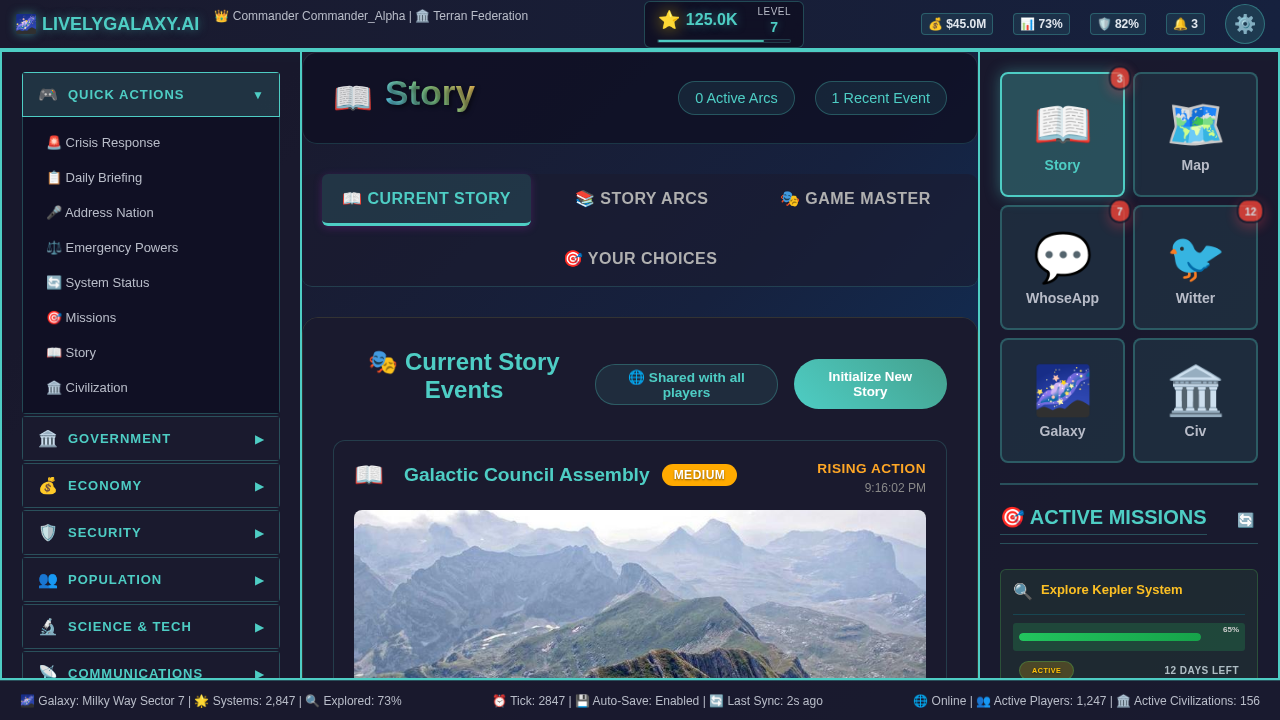 🌌 LIVELYGALAXY.AI
👑 Commander Commander_Alpha | 🏛️ Terran Federation
⭐ 125.0K
LEVEL
7
💰 $45.0M
📊 73%
🛡️ 82%
🔔 3
⚙️
🎮 QUICK ACTIONS ▼
🚨 Crisis Response
📋 Daily Briefing
🎤 Address Nation
⚖️ Emergency Powers
🔄 System Status
🎯 Missions
📖 Story
🏛️ Civilization
🏛️ GOVERNMENT ▶
💰 ECONOMY ▶
🛡️ SECURITY ▶
👥 POPULATION ▶
🔬 SCIENCE & TECH ▶
📡 COMMUNICATIONS ▶
📖 Story
0 Active Arcs
1 Recent Event
📖 CURRENT STORY
📚 STORY ARCS
🎭 GAME MASTER
🎯 YOUR CHOICES
🎭 Current Story
Events
🌐 Shared with all
players
Initialize New
Story
📖 Galactic Council Assembly
MEDIUM
RISING ACTION
9:16:02 PM
3
📖
Story
🗺️
Map
7
💬
WhoseApp
12
🐦
Witter
🌌
Galaxy
🏛️
Civ
🎯 ACTIVE MISSIONS 🔄
🔍 Explore Kepler System
65%
ACTIVE
12 DAYS LEFT
🌌 Galaxy: Milky Way Sector 7 | 🌟 Systems: 2,847 | 🔍 Explored: 73%
⏰ Tick: 2847 | 💾 Auto-Save: Enabled | 🔄 Last Sync: 2s ago
🌐 Online | 👥 Active Players: 1,247 | 🏛️ Active Civilizations: 156